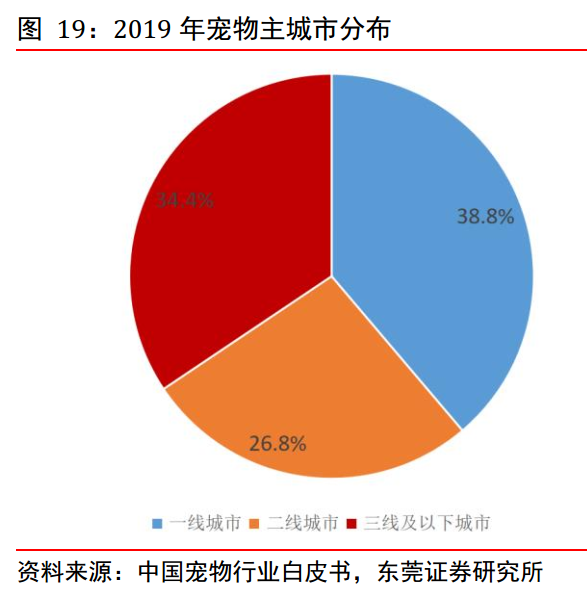 图 19：2019 年宠物主城市分布
34.4%
38.8%
26.8%
一线城市 二线城市 三线及以下城市
资料来源：中国宠物行业白皮书，东莞证券研究所